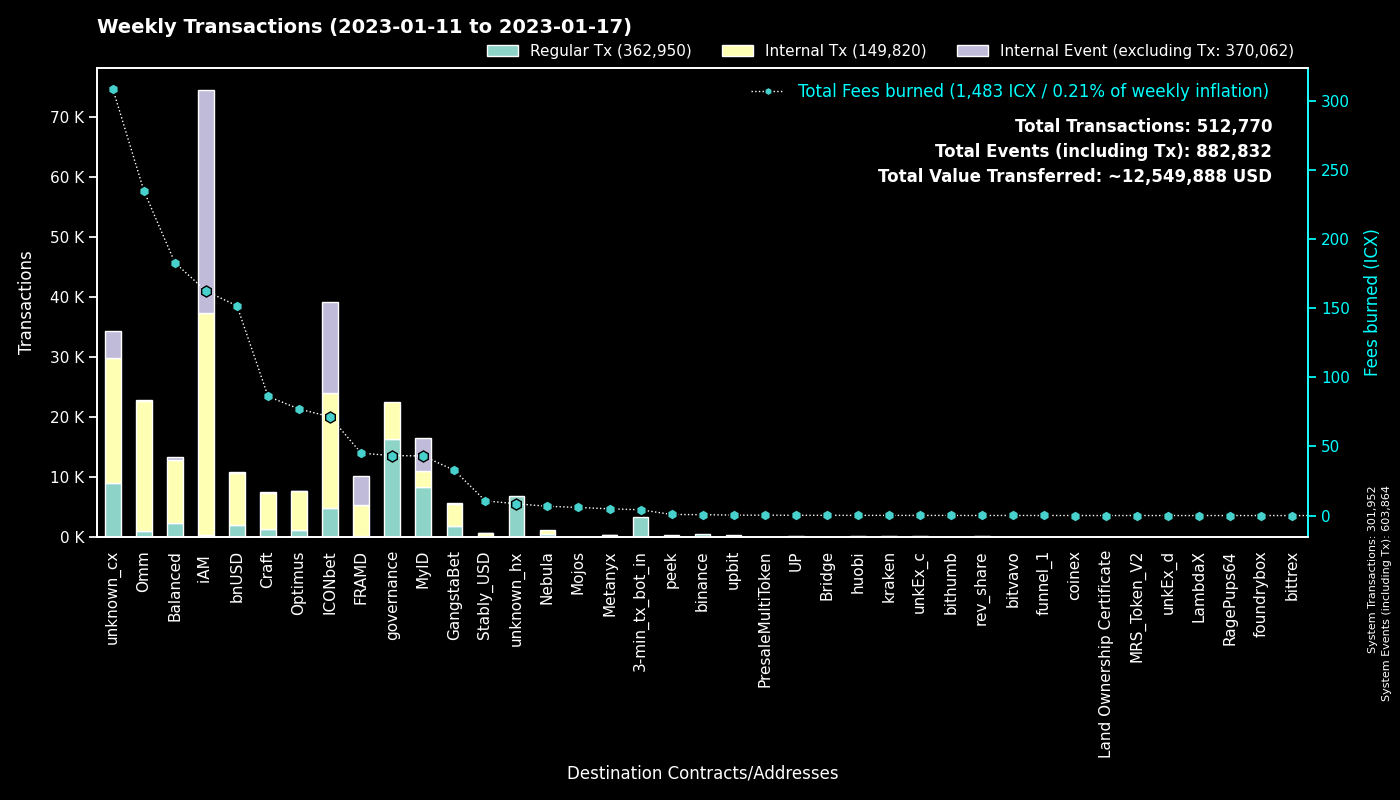 Weekly Transactions (2023-01-11 to 2023-01-17)
Regular Tx (362,950)
Internal Tx (149,820)
Internal Event (excluding Tx: 370,062)
Total Fees burned (1,483 ICX / 0.21% of weekly inflation)
Total Transactions: 512,770
Total Events (including Tx): 882,832
Total Value Transferred: ~12,549,888 USD
Transactions
70 K
60 K
50 K
40 K
30 K
20 K
10 K
0 K
300
250
200
150
100
50
0
Fees burned (ICX)
System Transactions: 301,952
System Events (including Tx): 603,864
unknown_cx
Omm
Balanced
iAM
bnUSD
Craft
Optimus
ICONbet
FRAMD
governance
MyID
GangstaBet
Stably_USD
unknown_hx
Nebula
Mojos
Metanyx
3-min_tx_bot_in
peek
binance
upbit
PresaleMultiToken
UP
Bridge
huobi
kraken
unkEx_c
bithumb
rev_share
bitvavo
funnel_1
coinex
Land Ownership Certificate
MRS_Token_V2
unkEx_d
LambdaX
RagePups64
foundrybox
bittrex
Destination Contracts/Addresses